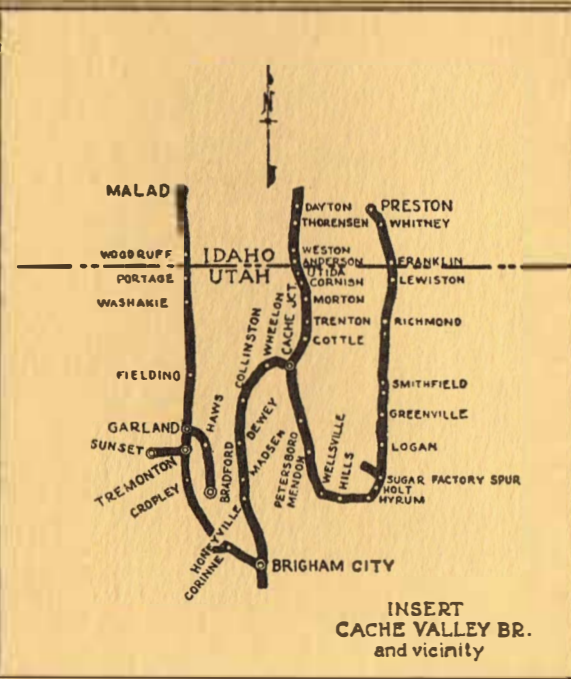 N
MALAD
DAYTON
PRESTON
THORENSEN
WHITNEY
WOODRUFF
IDAHO
WESTON
ANDERSON
FRANKLIN
PORTAGE
UTAH
UTIDA
CORNISH
LEWISTON
WASHAKIE
MORTON
WHEELON
CACHE JCT.
TRENTON
RICHMOND
COLLINSTON
COTTLE
FIELDING
SMITHFIELD
GARLAND
HAWS
DEWEY
GREENVILLE
SUNSET
BRADFORD
MADSEN
PETERSBORO
MENDON
WELLSVILLE
HILLS
LOGAN
TREMONTON
SUGAR FACTORY SPUR
CROPLEY
HOLT
HYRUM
HONEYVILLE
CORINNE
BRIGHAM CITY
INSERT
CACHE VALLEY BR.
and vicinity